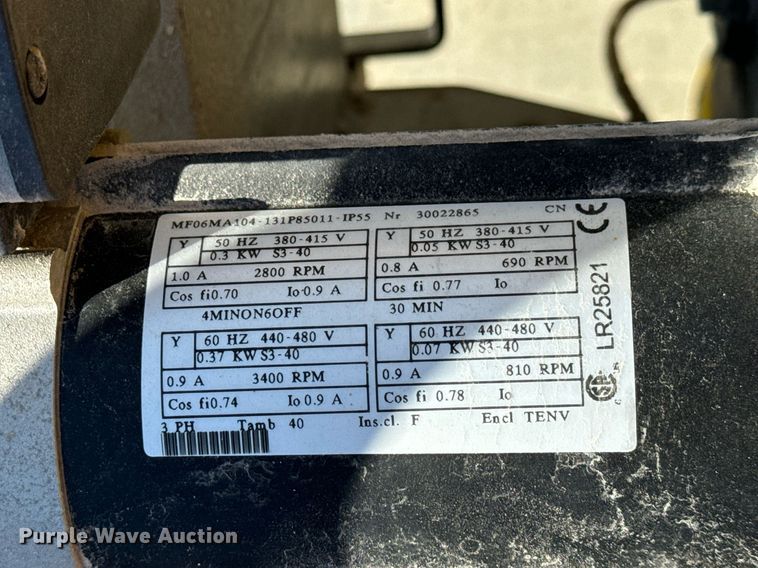 MF06MA104-131P85011-IP55 Nr 30022865 CN
Y 50 HZ 380-415 V
0.3 KW S3-40
1.0 A 2800 RPM
Cos fi0.70 Io0.9 A
Y 50 HZ 380-415 V
0.05 KW S3-40
0.8 A 690 RPM
Cos fi 0.77 Io
4MINON6OFF 30 MIN
Y 60 HZ 440-480 V
0.37 KW S3-40
0.9 A 3400 RPM
Cos fi0.74 Io0.9 A
Y 60 HZ 440-480 V
0.07 KW S3-40
0.9 A 810 RPM
Cos fi 0.78 Io
3 PH Tamb 40 Ins.cl. F Encl TENV
CE
LR25821
Purple Wave Auction